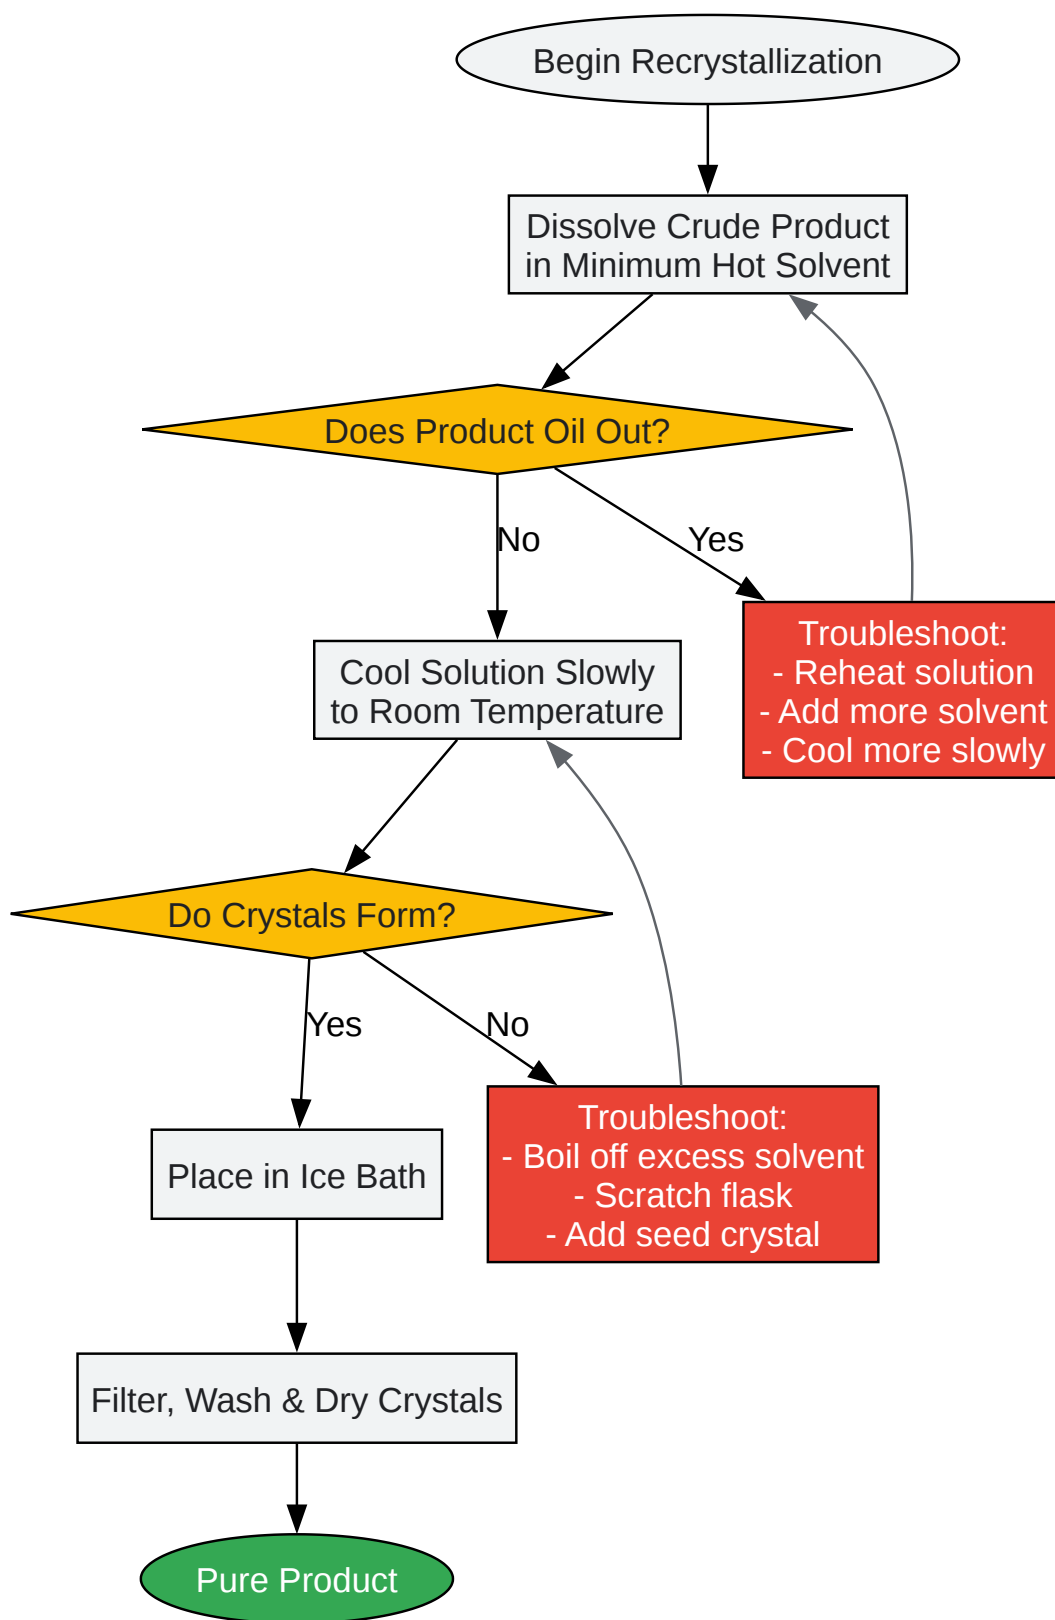 Begin Recrystallization
Dissolve Crude Product
in Minimum Hot Solvent
Does Product Oil Out?
No
Yes
Troubleshoot:
- Reheat solution
- Add more solvent
- Cool more slowly
Cool Solution Slowly
to Room Temperature
Do Crystals Form?
Yes
No
Troubleshoot:
- Boil off excess solvent
- Scratch flask
- Add seed crystal
Place in Ice Bath
Filter, Wash & Dry Crystals
Pure Product